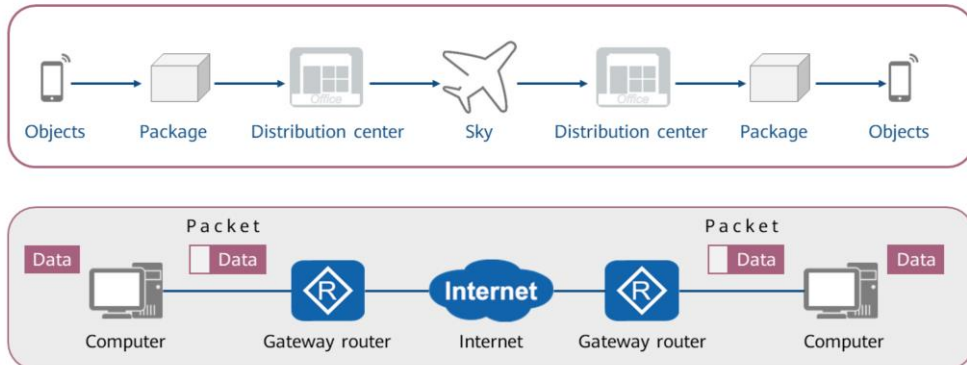 Office
Office
Objects Package Distribution center Sky Distribution center Package Objects
Packet Packet
Data Data Data Data
R Internet R
Computer Gateway router Internet Gateway router Computer